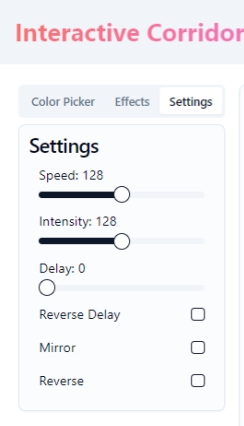 Interactive Corridor
Color Picker Effects Settings
Settings
Speed: 128
Intensity: 128
Delay: 0
Reverse Delay
Mirror
Reverse